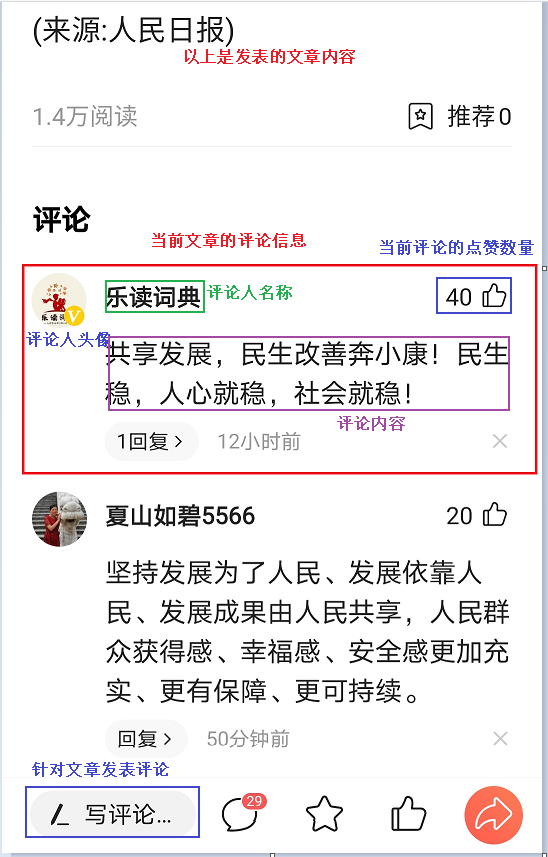 (来源:人民日报)
以上是发表的文章内容
1.4万阅读
推荐0
评论
当前文章的评论信息
当前评论的点赞数量
乐读词典
评论人名称
40
乐读词
V
评论人头像
共享发展，民生改善奔小康！民生
稳，人心就稳，社会就稳！
评论内容
1回复 >
12小时前
夏山如碧5566
20
坚持发展为了人民、发展依靠人
民、发展成果由人民共享，人民群
众获得感、幸福感、安全感更加充
实、更有保障、更可持续。
回复 >
50分钟前
针对文章发表评论
写评论...
29